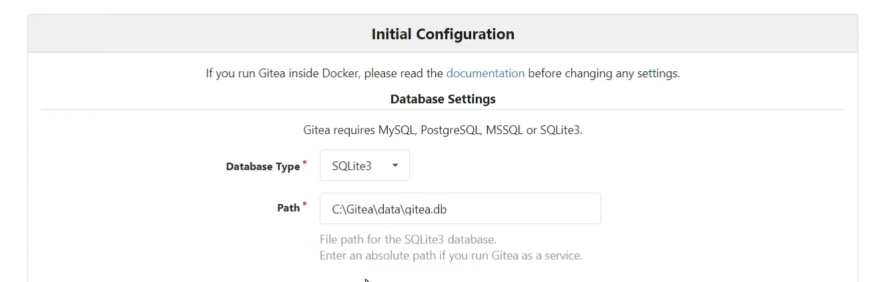 Initial Configuration
If you run Gitea inside Docker, please read the documentation before changing any settings.
Database Settings
Gitea requires MySQL, PostgreSQL, MSSQL or SQLite3.
Database Type *
SQLite3
Path *
C:\Gitea\data\gitea.db
File path for the SQLite3 database.
Enter an absolute path if you run Gitea as a service.